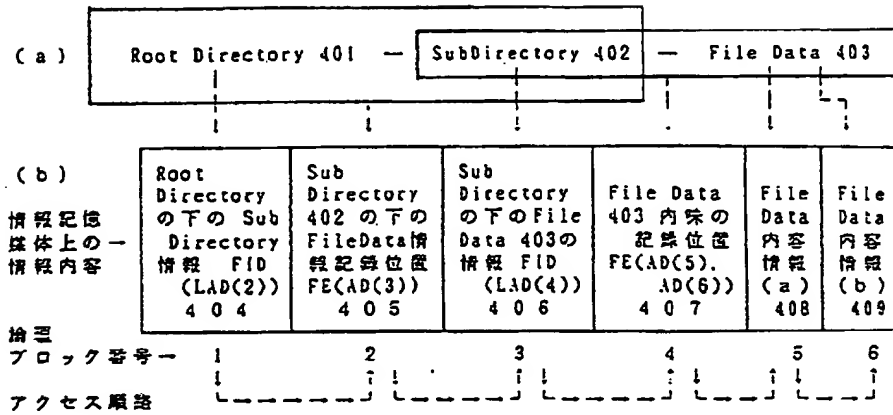 (a) Root Directory 401 — SubDirectory 402 — File Data 403
(b)
情報記憶
媒体上の→
情報内容
Root
Directory
の下の Sub
Directory
情報 FID
(LAD(2))
404
Sub
Directory
402 の下の
FileData情
報記録位置
FE(AD(3))
405
Sub
Directory
の下のFile
Data 403の
情報 FID
(LAD(4))
406
File Data
403 内味の
記録位置
FE(AD(5),
AD(6))
407
File
Data
内容
情報
(a)
408
File
Data
内容
情報
(b)
409
論理
ブロック番号→ 1 2 3 4 5 6
アクセス順路